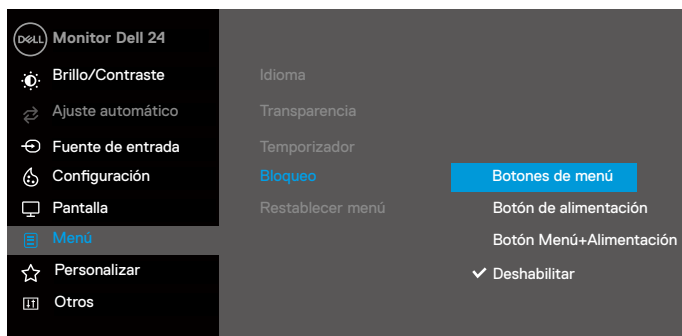 DELL Monitor Dell 24
Brillo/Contraste
Idioma
Ajuste automático
Transparencia
Fuente de entrada
Temporizador
Configuración
Bloqueo
Botones de menú
Pantalla
Restablecer menú
Botón de alimentación
Menú
Botón Menú+Alimentación
Personalizar
Deshabilitar
Otros